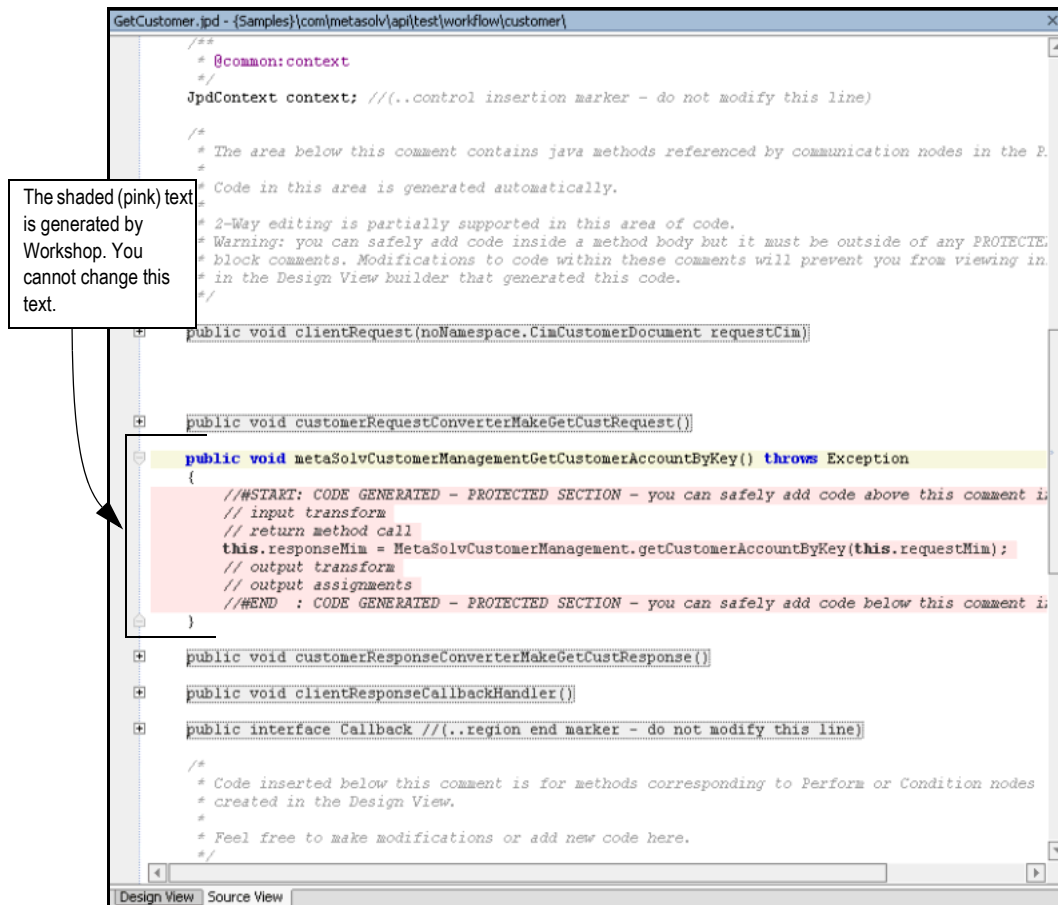 GetCustomer.jpd - {Samples}\com\metasolv\api\test\workflow\customer\
/**
* @common:context
*/
JpdContext context; //(..control insertion marker - do not modify this line)
/*
* The area below this comment contains java methods referenced by communication nodes in the P.
*
* Code in this area is generated automatically.
*
* 2-Way editing is partially supported in this area of code.
* Warning: you can safely add code inside a method body but it must be outside of any PROTECTE
* block comments. Modifications to code within these comments will prevent you from viewing in
* in the Design View builder that generated this code.
*/
The shaded (pink) text
is generated by
Workshop. You
cannot change this
text.
public void clientRequest(noNamespace.CimCustomerDocument requestCim)
public void customerRequestConverterMakeGetCustRequest()
public void metaSolvCustomerManagementGetCustomerAccountByKey() throws Exception
{
//#START: CODE GENERATED - PROTECTED SECTION - you can safely add code above this comment i
// input transform
// return method call
this.responseMim = MetaSolvCustomerManagement.getCustomerAccountByKey(this.requestMim);
// output transform
// output assignments
//#END : CODE GENERATED - PROTECTED SECTION - you can safely add code below this comment i
}
public void customerResponseConverterMakeGetCustResponse()
public void clientResponseCallbackHandler()
public interface Callback //(..region end marker - do not modify this line)
/*
* Code inserted below this comment is for methods corresponding to Perform or Condition nodes
* created in the Design View.
*
* Feel free to make modifications or add new code here.
*/
Design View Source View